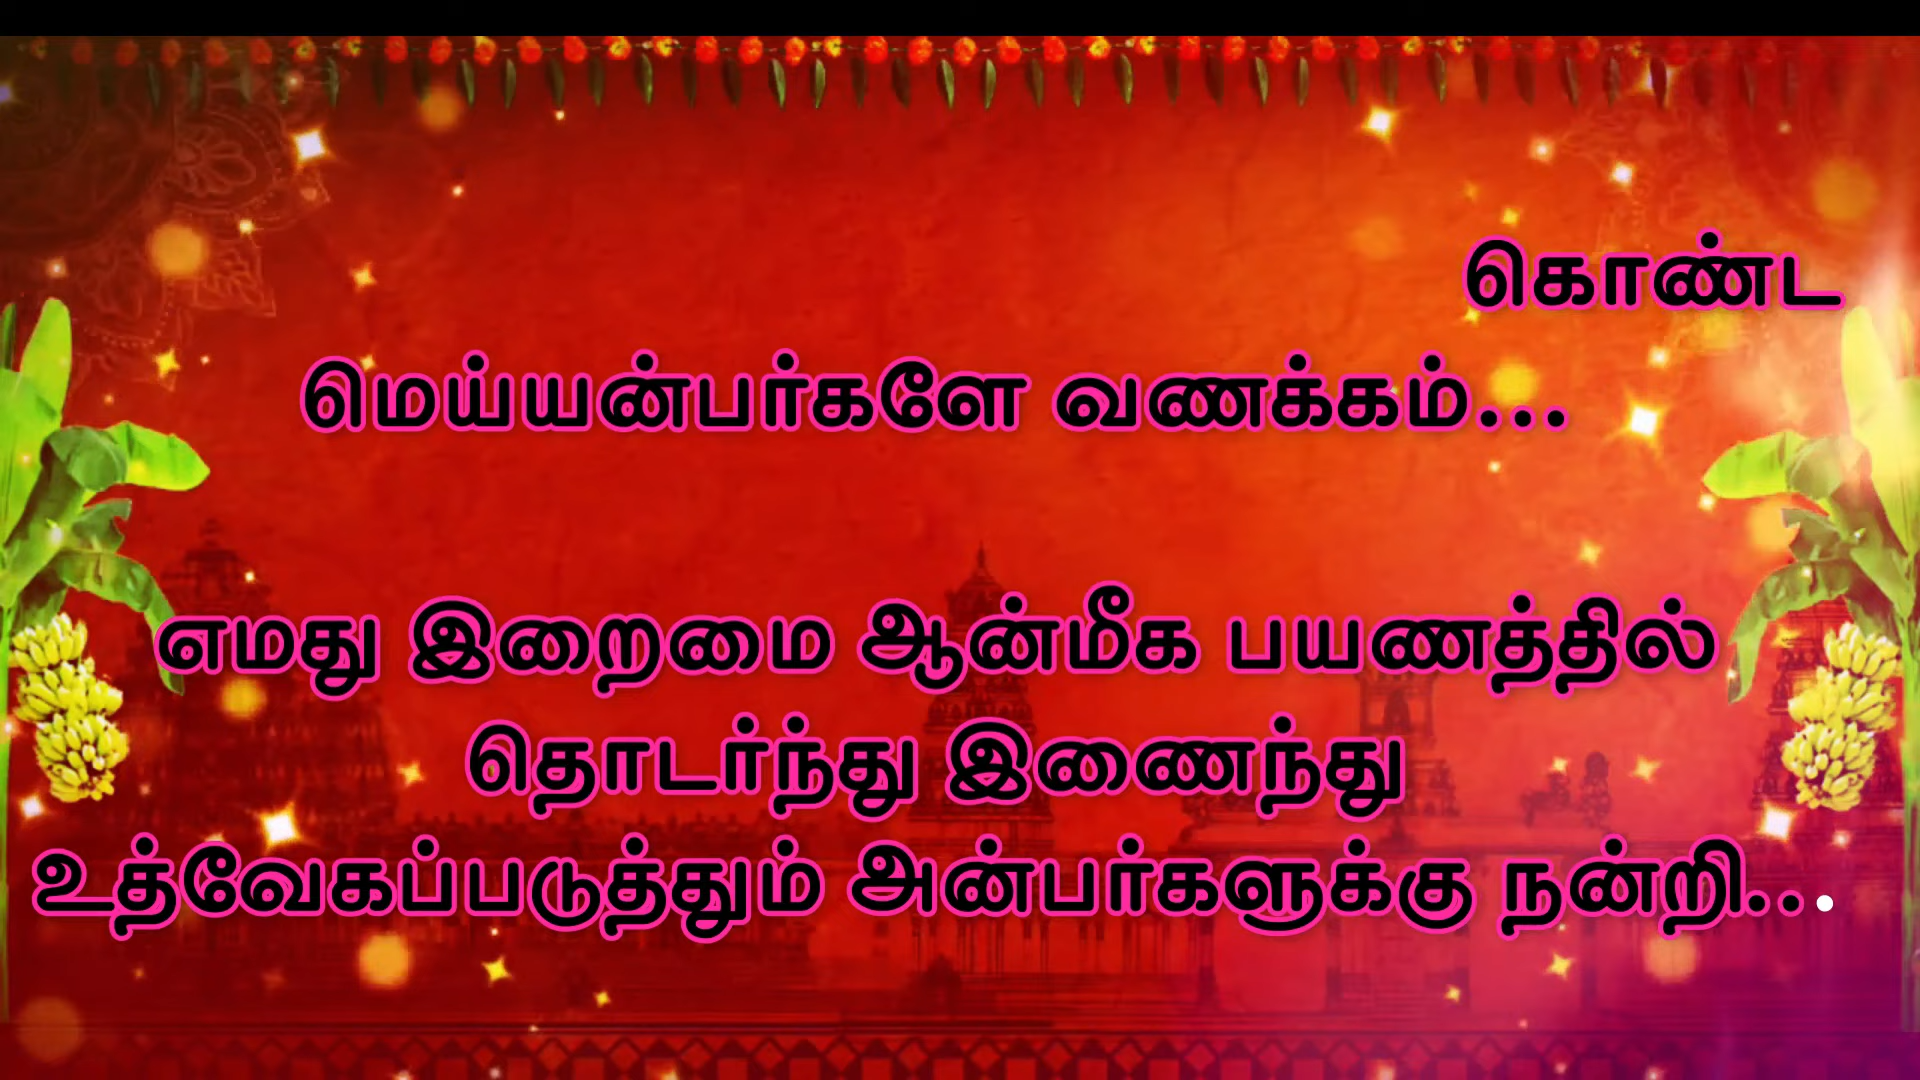 கொண்ட
மெய்யன்பர்களே வணக்கம்...
எமது இறைமை ஆன்மீக பயணத்தில்
தொடர்ந்து இணைந்து
உத்வேகப்படுத்தும் அன்பர்களுக்கு நன்றி...